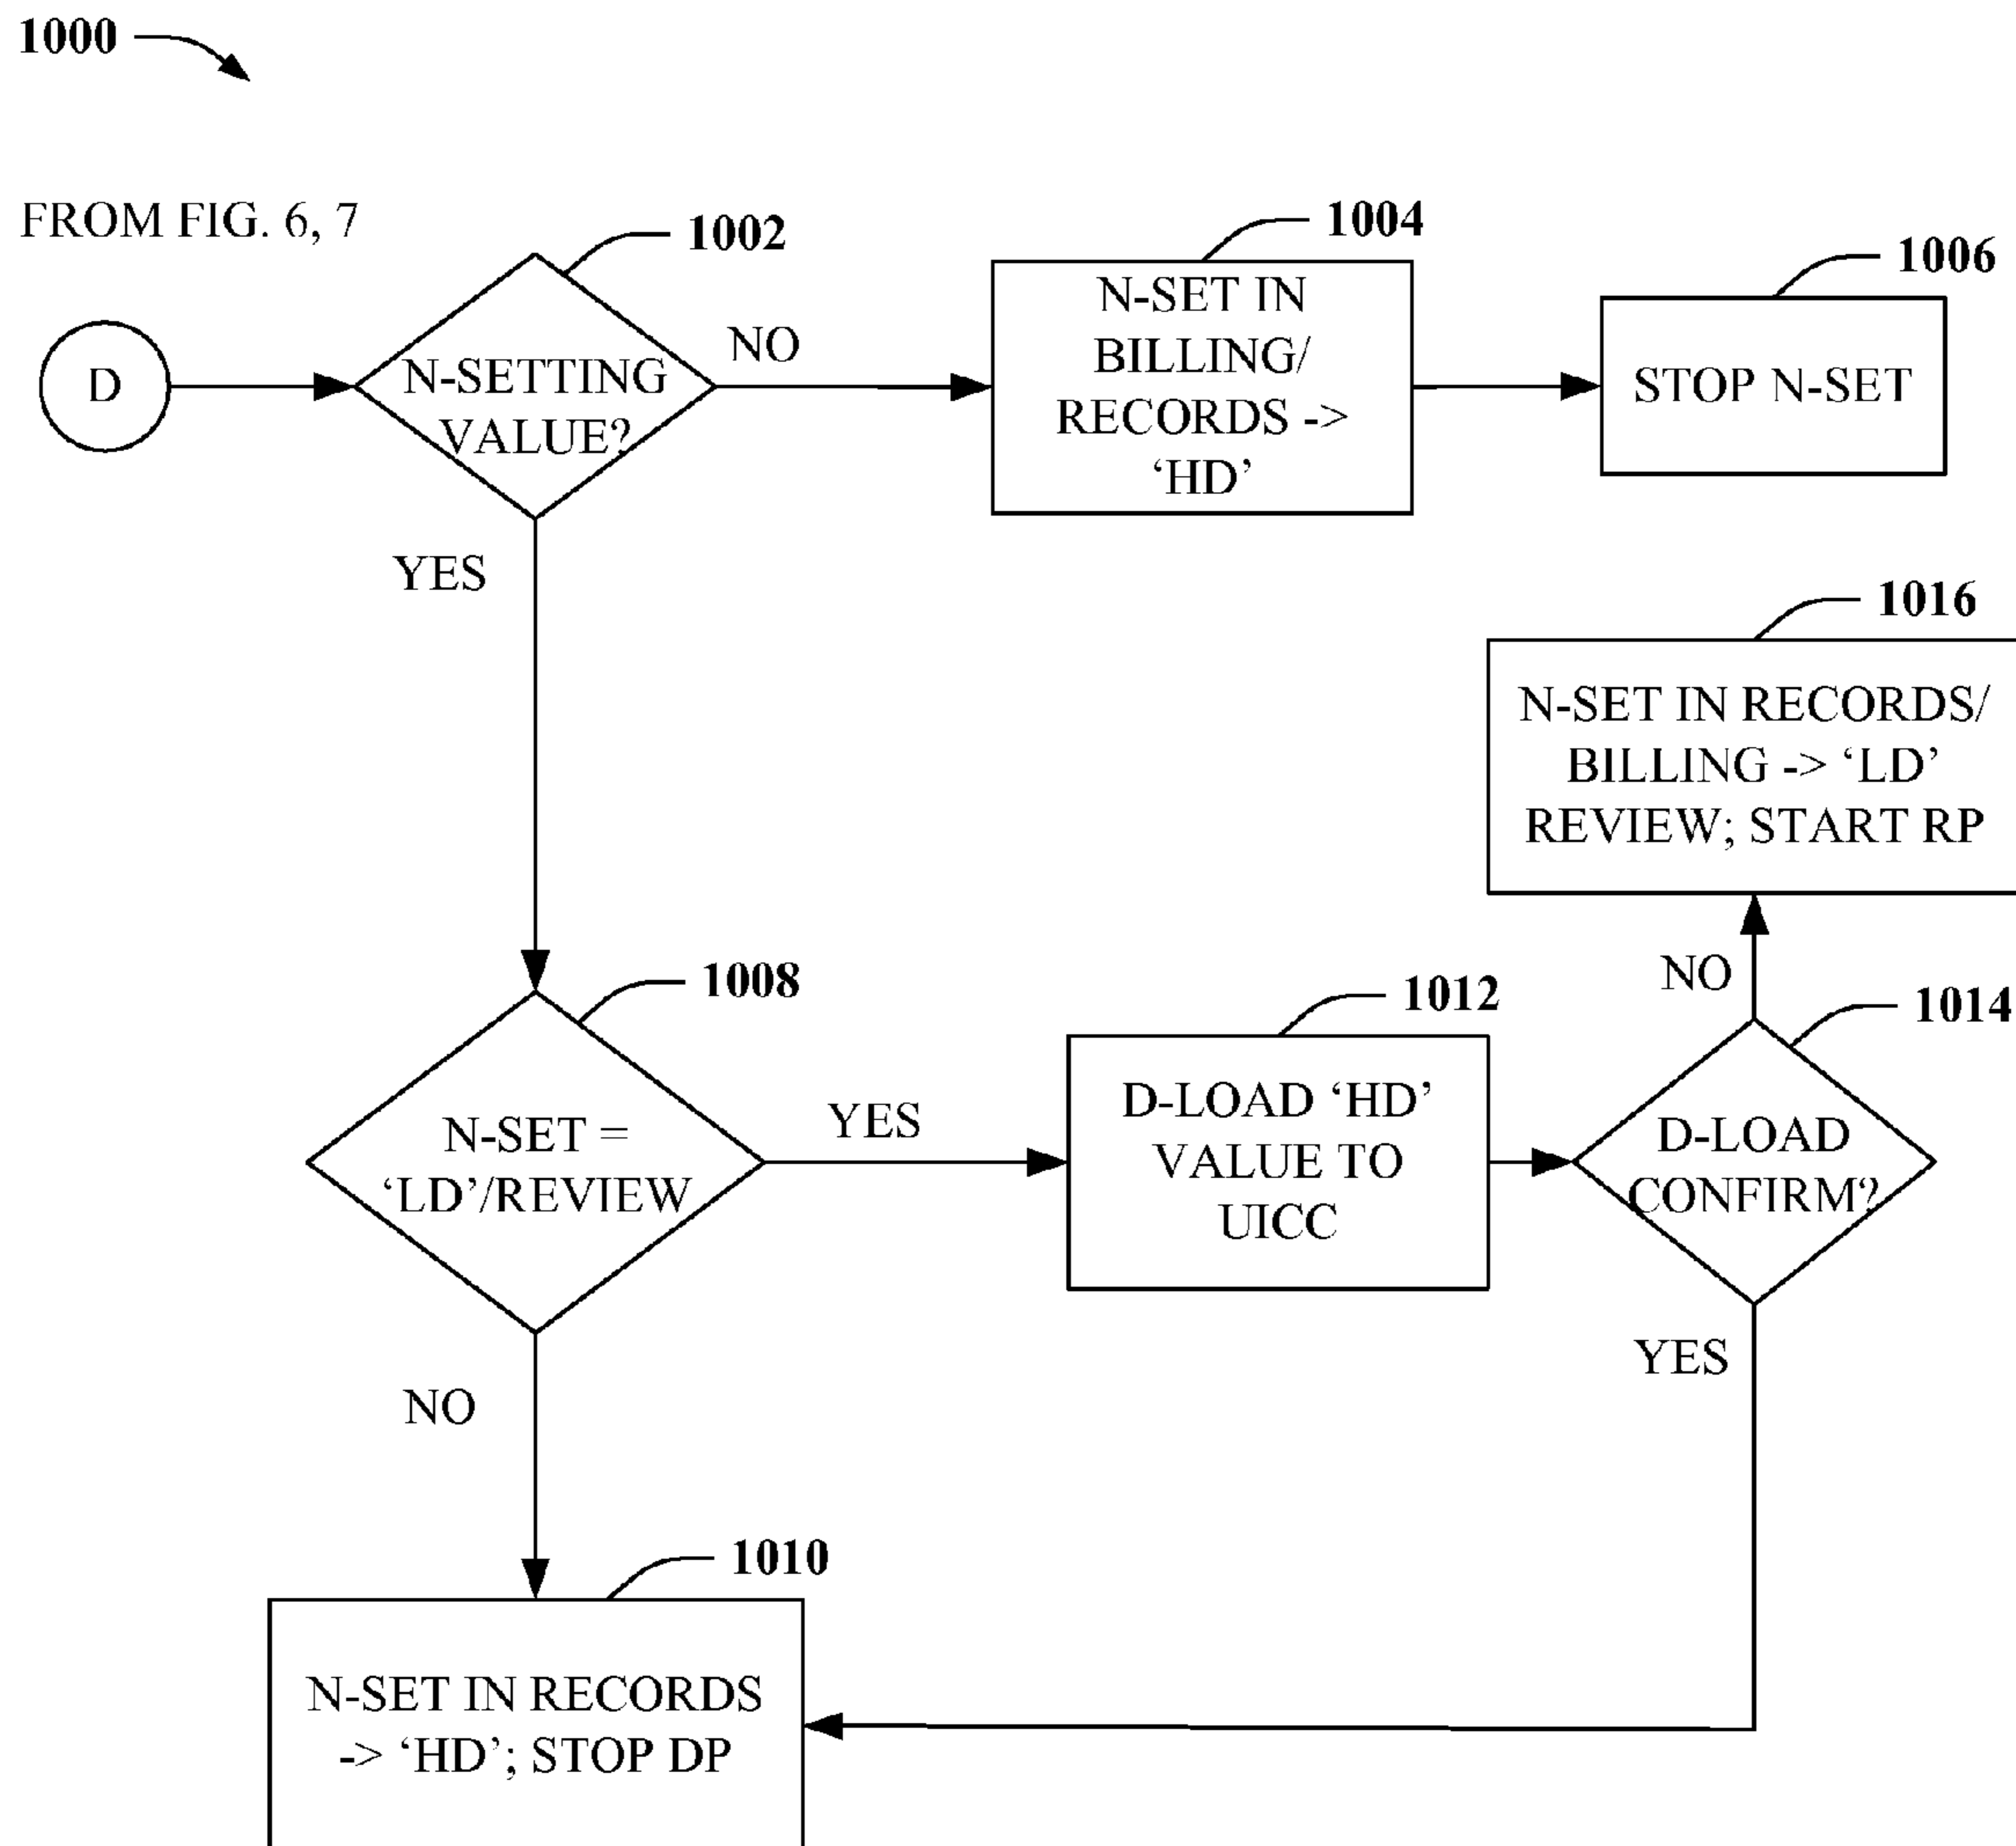 1000
FROM FIG. 6, 7
1002
1004
1006
D
N-SETTING
VALUE?
NO
N-SET IN
BILLING/
RECORDS ->
‘HD’
STOP N-SET
YES
1016
N-SET IN RECORDS/
BILLING -> ‘LD’
REVIEW; START RP
NO
1008
1012
1014
N-SET =
‘LD’/REVIEW
YES
D-LOAD ‘HD’
VALUE TO
UICC
D-LOAD
CONFIRM?
YES
NO
1010
N-SET IN RECORDS
-> ‘HD’; STOP DP